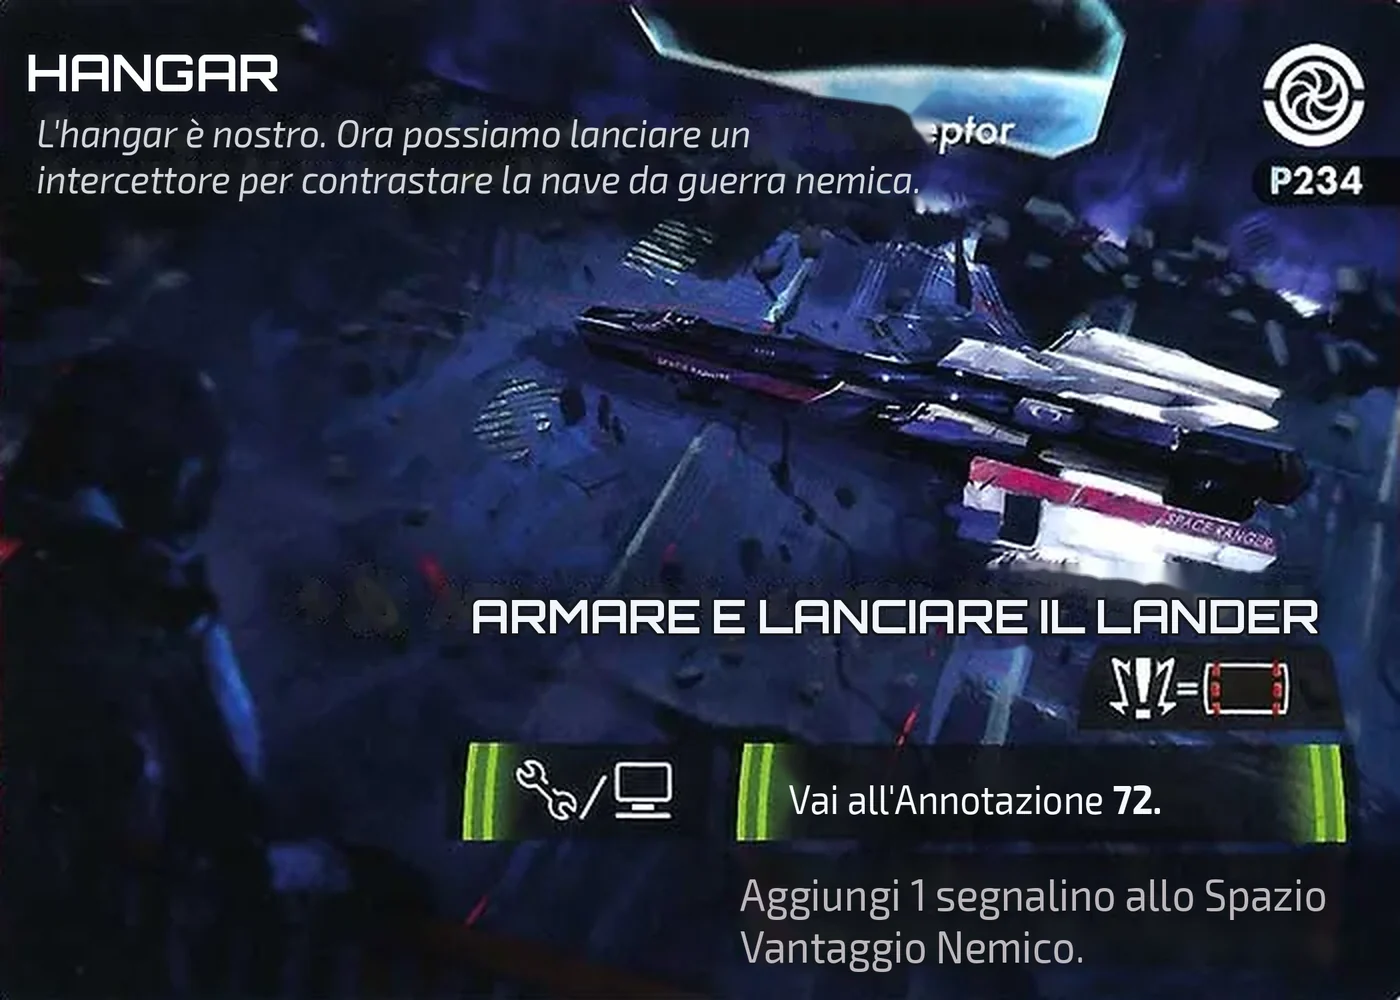 HANGAR
L'hangar è nostro. Ora possiamo lanciare un
intercettore per contrastare la nave da guerra nemica.
eptor
P234
SPACE RANGER
ARMARE E LANCIARE IL LANDER
!=
/
Vai all'Annotazione 72.
Aggiungi 1 segnalino allo Spazio
Vantaggio Nemico.